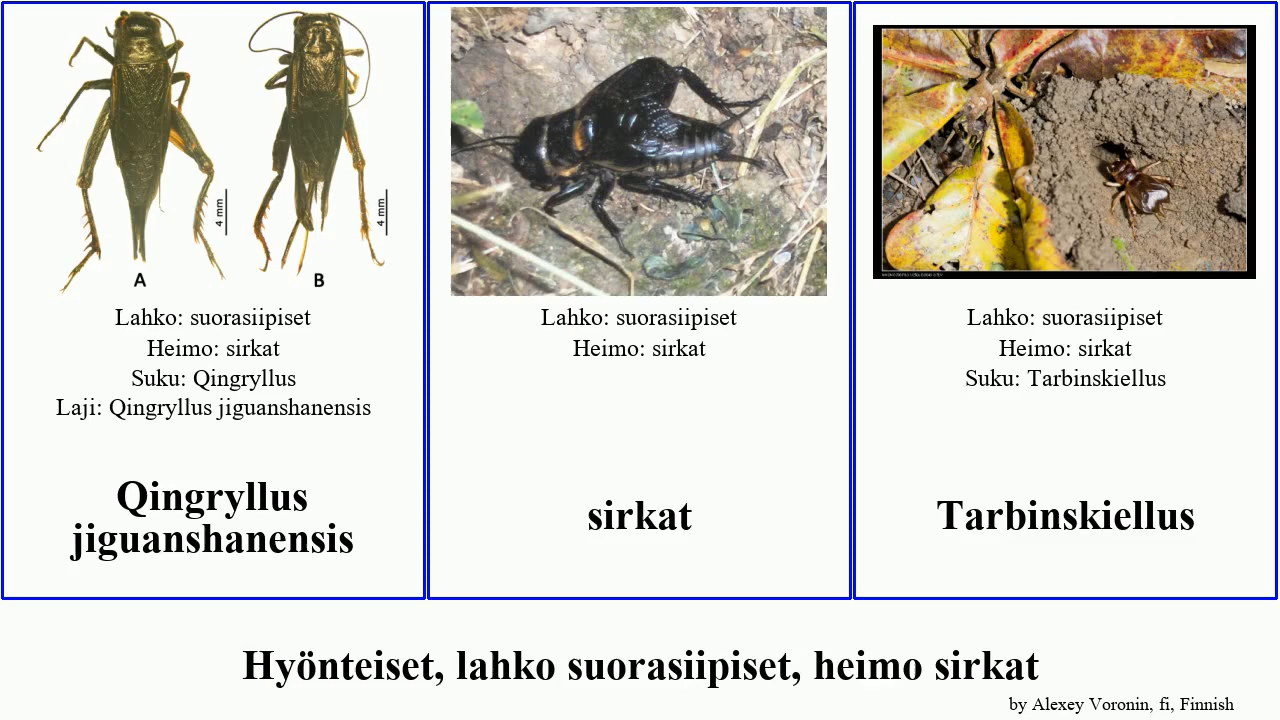 4 mm
4 mm
A
B
Lahko: suorasiipiset
Heimo: sirkat
Suku: Qingryllus
Laji: Qingryllus jiguanshanensis
Qingryllus
jiguanshanensis
Lahko: suorasiipiset
Heimo: sirkat
sirkat
Lahko: suorasiipiset
Heimo: sirkat
Suku: Tarbinskiellus
Tarbinskiellus
Hyönteiset, lahko suorasiipiset, heimo sirkat
by Alexey Voronin, fi, Finnish